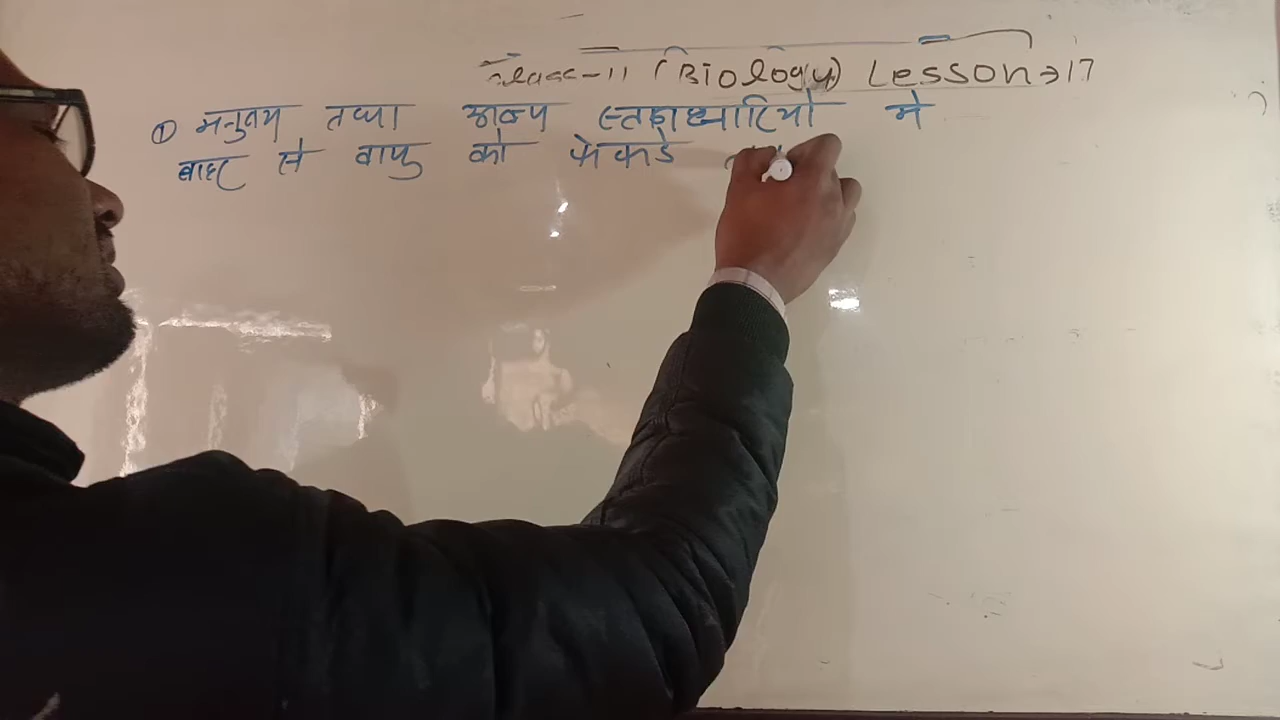 class-11 (Biology) Lesson→17
① मनुष्य तथा अन्य स्तनधारियों मे
बाहर से वायु को फेफडे